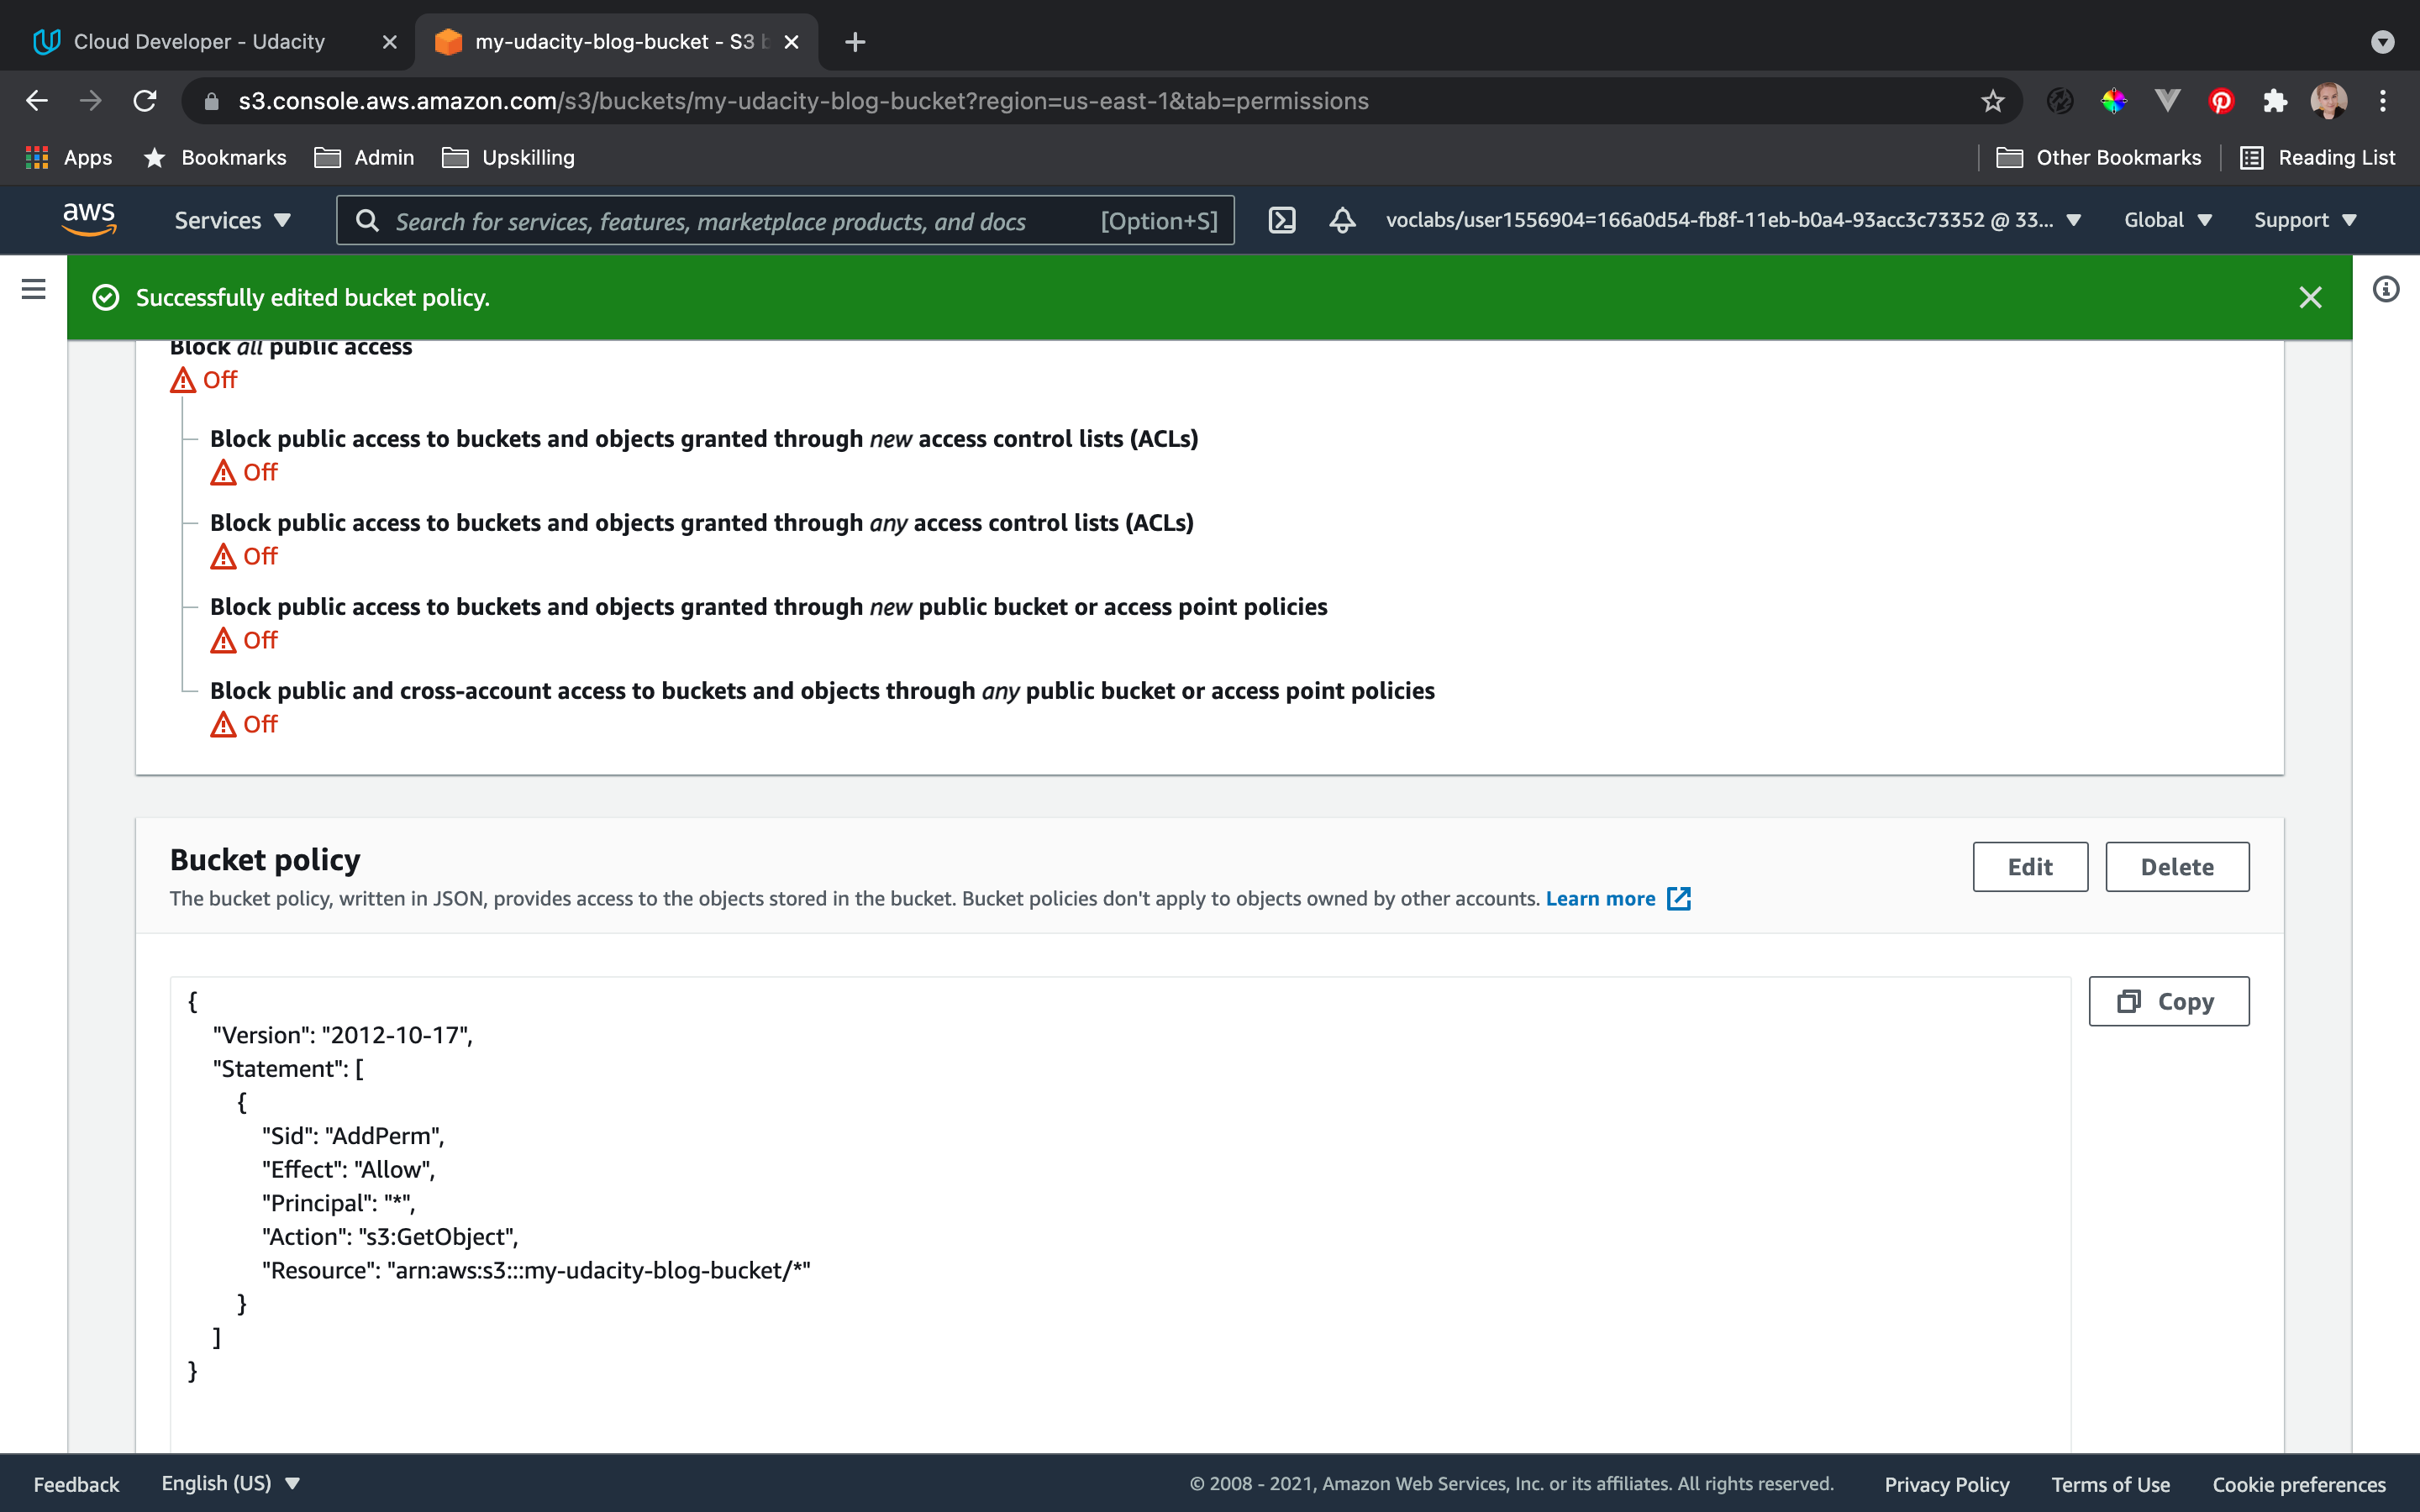 Cloud Developer - Udacity
my-udacity-blog-bucket - S3 b
s3.console.aws.amazon.com/s3/buckets/my-udacity-blog-bucket?region=us-east-1&tab=permissions
Apps Bookmarks Admin Upskilling Other Bookmarks Reading List
aws Services Search for services, features, marketplace products, and docs [Option+S] voclabs/user1556904=166a0d54-fb8f-11eb-b0a4-93acc3c73352 @ 33... Global Support
Successfully edited bucket policy.
Block all public access
Off
Block public access to buckets and objects granted through new access control lists (ACLs)
Off
Block public access to buckets and objects granted through any access control lists (ACLs)
Off
Block public access to buckets and objects granted through new public bucket or access point policies
Off
Block public and cross-account access to buckets and objects through any public bucket or access point policies
Off
Bucket policy
Edit Delete
The bucket policy, written in JSON, provides access to the objects stored in the bucket. Bucket policies don't apply to objects owned by other accounts. Learn more
Copy
{
"Version": "2012-10-17",
"Statement": [
{
"Sid": "AddPerm",
"Effect": "Allow",
"Principal": "*",
"Action": "s3:GetObject",
"Resource": "arn:aws:s3:::my-udacity-blog-bucket/*"
}
]
}
Feedback English (US) © 2008 - 2021, Amazon Web Services, Inc. or its affiliates. All rights reserved. Privacy Policy Terms of Use Cookie preferences